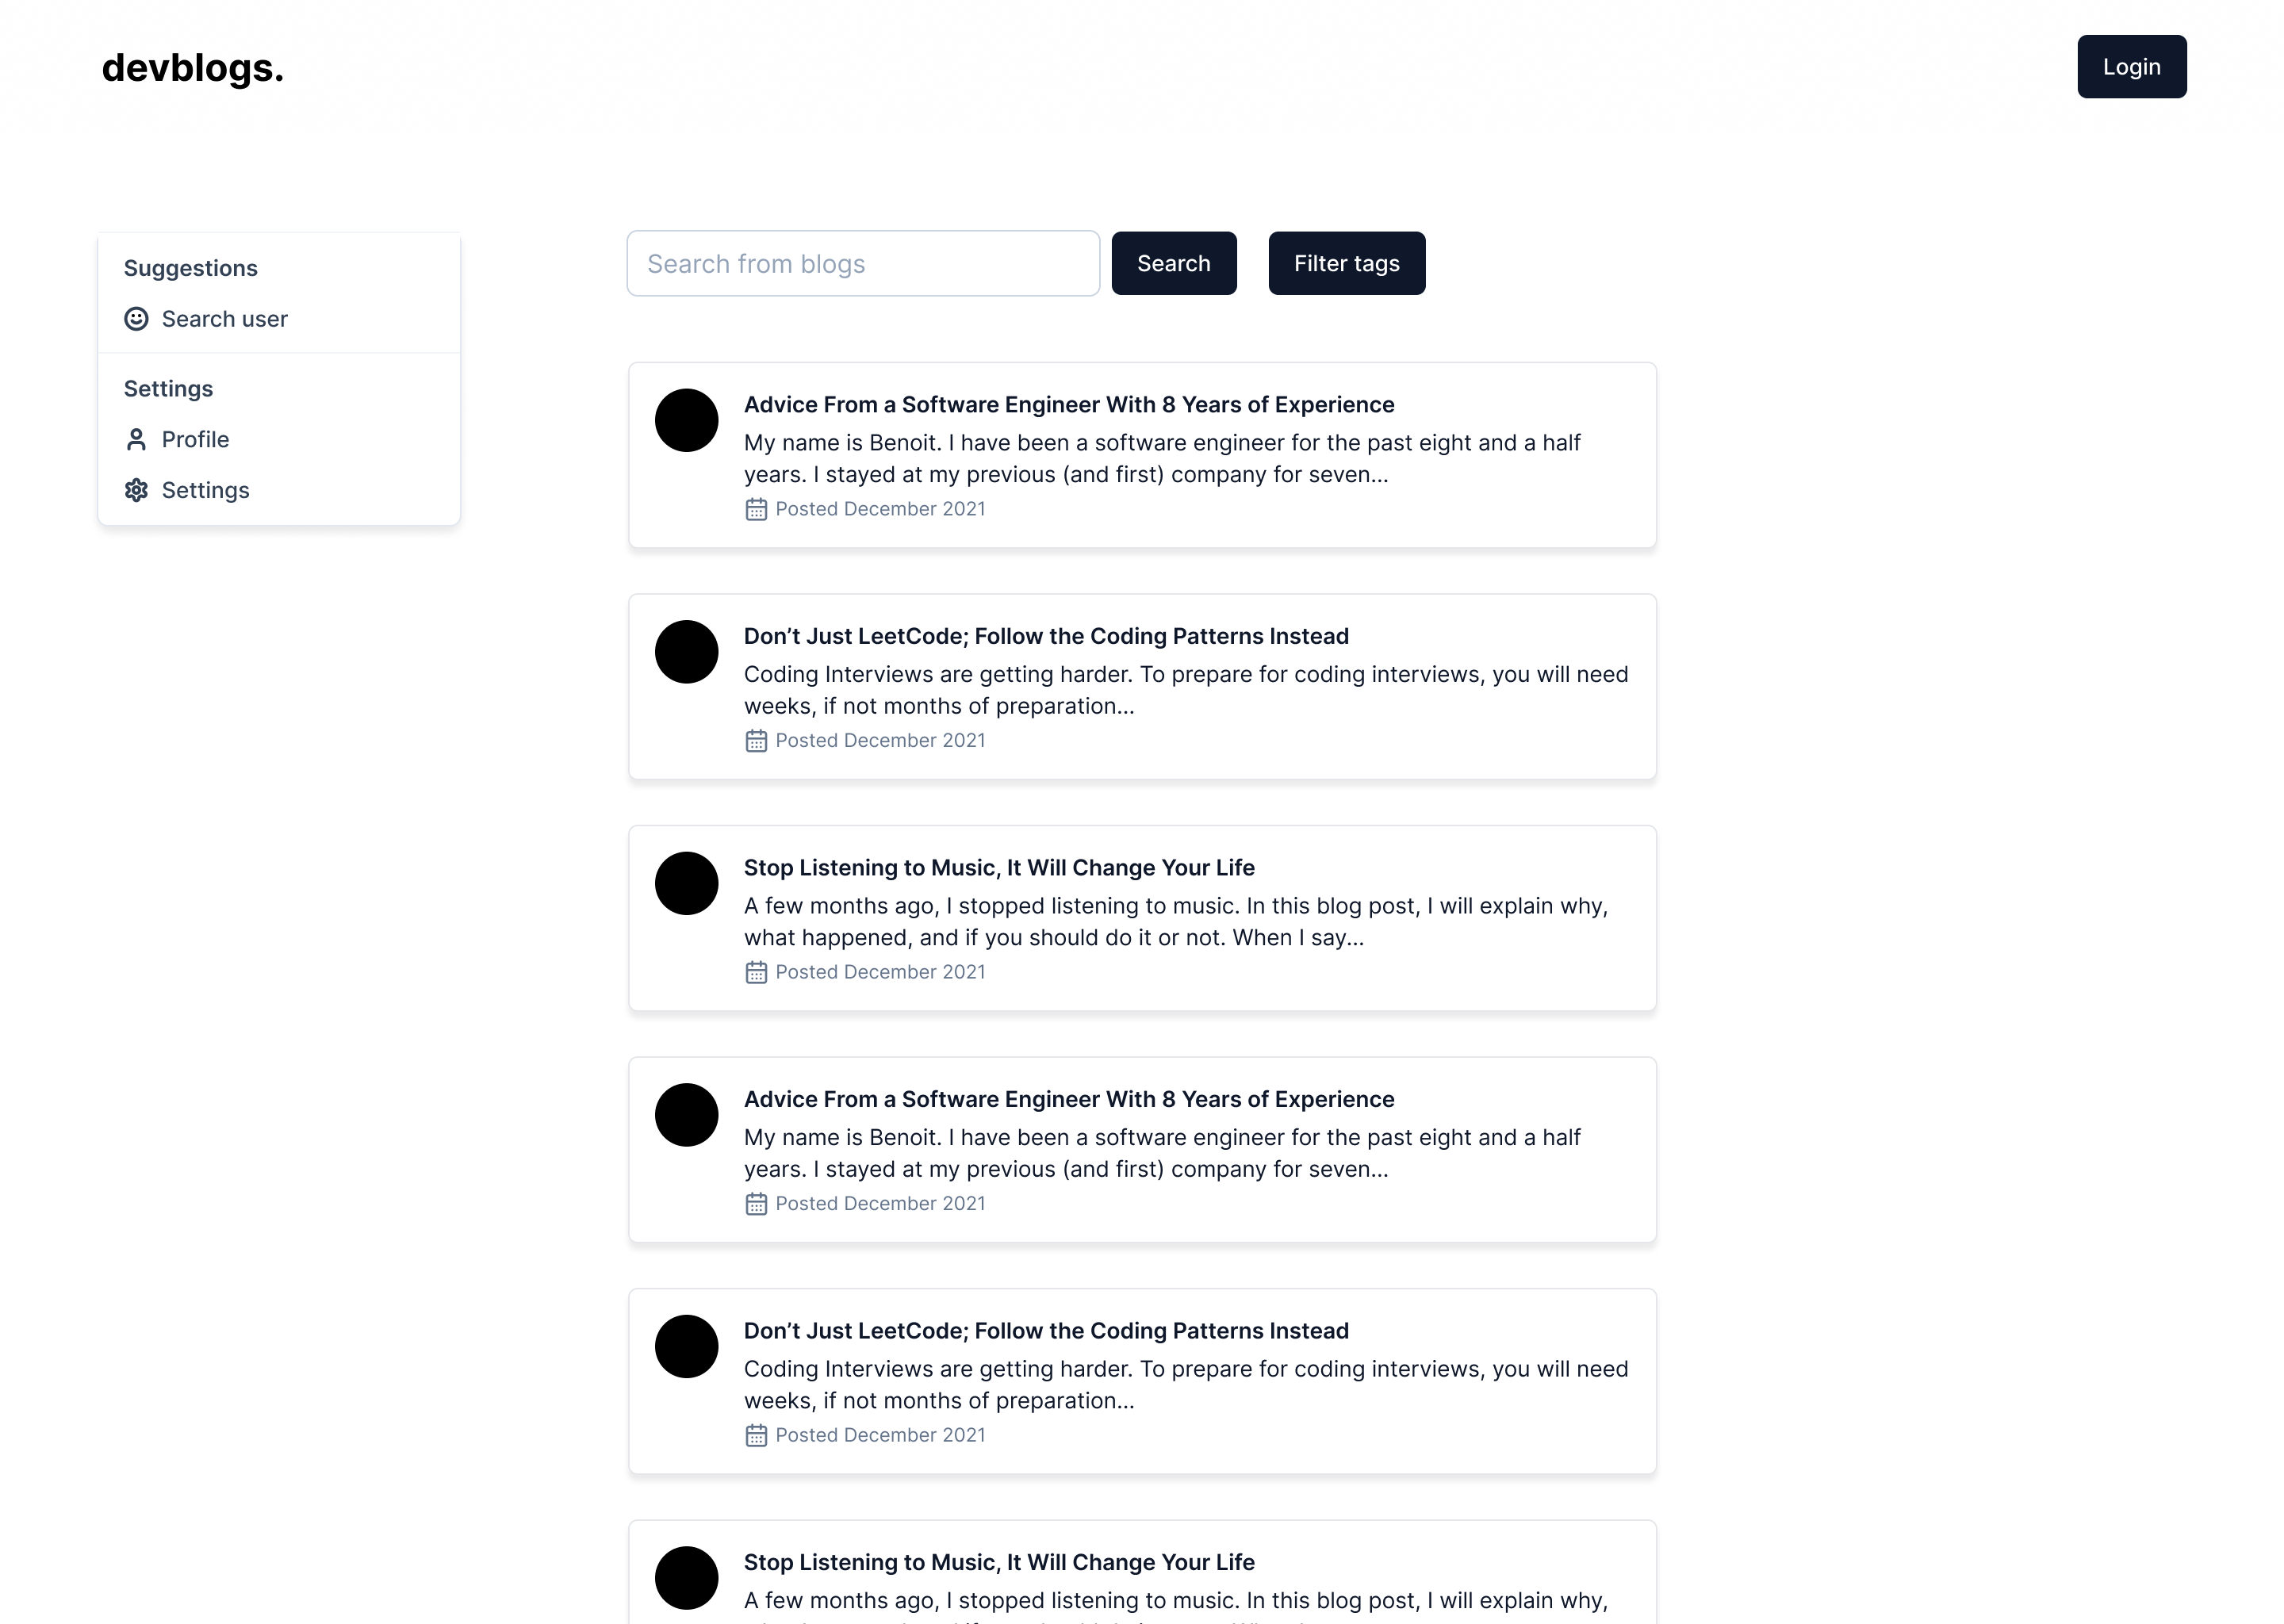 devblogs.
Login
Suggestions
Search user
Settings
Profile
Settings
Search from blogs
Search
Filter tags
Advice From a Software Engineer With 8 Years of Experience
My name is Benoit. I have been a software engineer for the past eight and a half
years. I stayed at my previous (and first) company for seven...
Posted December 2021
Don’t Just LeetCode; Follow the Coding Patterns Instead
Coding Interviews are getting harder. To prepare for coding interviews, you will need
weeks, if not months of preparation...
Posted December 2021
Stop Listening to Music, It Will Change Your Life
A few months ago, I stopped listening to music. In this blog post, I will explain why,
what happened, and if you should do it or not. When I say...
Posted December 2021
Advice From a Software Engineer With 8 Years of Experience
My name is Benoit. I have been a software engineer for the past eight and a half
years. I stayed at my previous (and first) company for seven...
Posted December 2021
Don’t Just LeetCode; Follow the Coding Patterns Instead
Coding Interviews are getting harder. To prepare for coding interviews, you will need
weeks, if not months of preparation...
Posted December 2021
Stop Listening to Music, It Will Change Your Life
A few months ago, I stopped listening to music. In this blog post, I will explain why,